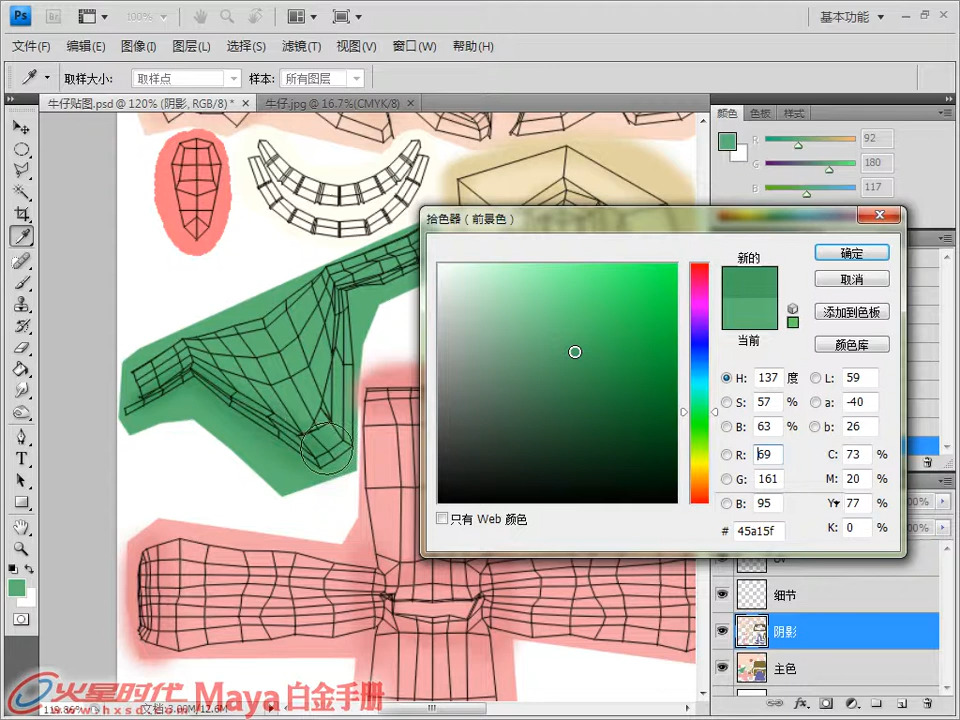 Ps Br 100% 基本功能
文件(F) 编辑(E) 图像(I) 图层(L) 选择(S) 滤镜(T) 视图(V) 窗口(W) 帮助(H)
取样大小: 取样点 样本: 所有图层
牛仔贴图.psd @ 120% (阴影, RGB/8) * × 牛仔.jpg @ 16.7%(CMYK/8) ×
颜色 色板 样式
R 92
G 180
B 117
拾色器（前景色）
新的
当前
确定
取消
添加到色板
颜色库
H: 137 度 L: 59
S: 57 % a: -40
B: 63 % b: 26
R: 69 C: 73 %
G: 161 M: 20 %
B: 95 Y: 77 %
# 45a15f K: 0 %
只有 Web 颜色
细节
阴影
主色
火星时代 Maya 白金手册
www.hxsd.com